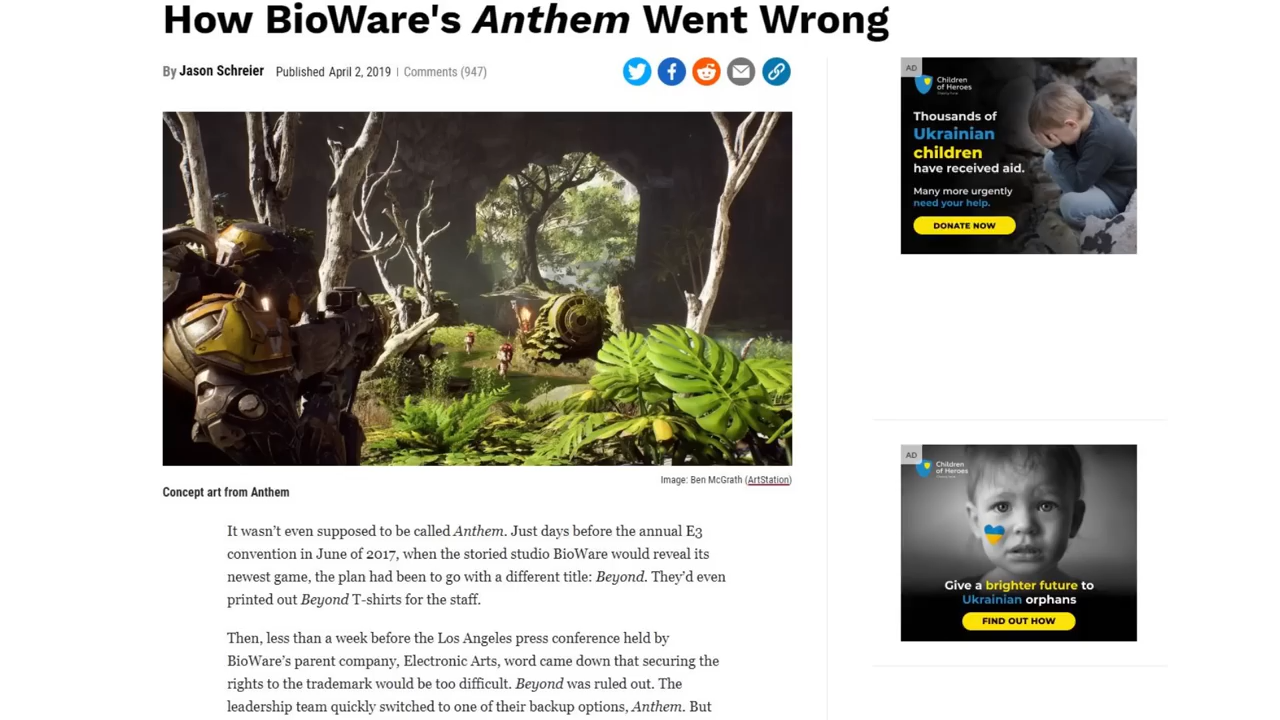 How BioWare's Anthem Went Wrong
By Jason Schreier Published April 2, 2019 | Comments (947)
Image: Ben McGrath (ArtStation)
Concept art from Anthem
It wasn’t even supposed to be called Anthem. Just days before the annual E3
convention in June of 2017, when the storied studio BioWare would reveal its
newest game, the plan had been to go with a different title: Beyond. They’d even
printed out Beyond T-shirts for the staff.
Then, less than a week before the Los Angeles press conference held by
BioWare’s parent company, Electronic Arts, word came down that securing the
rights to the trademark would be too difficult. Beyond was ruled out. The
leadership team quickly switched to one of their backup options, Anthem. But
AD
Children
of Heroes
Thousands of
Ukrainian
children
have received aid.
Many more urgently
need your help.
DONATE NOW
AD
Children
of Heroes
Give a brighter future to
Ukrainian orphans
FIND OUT HOW